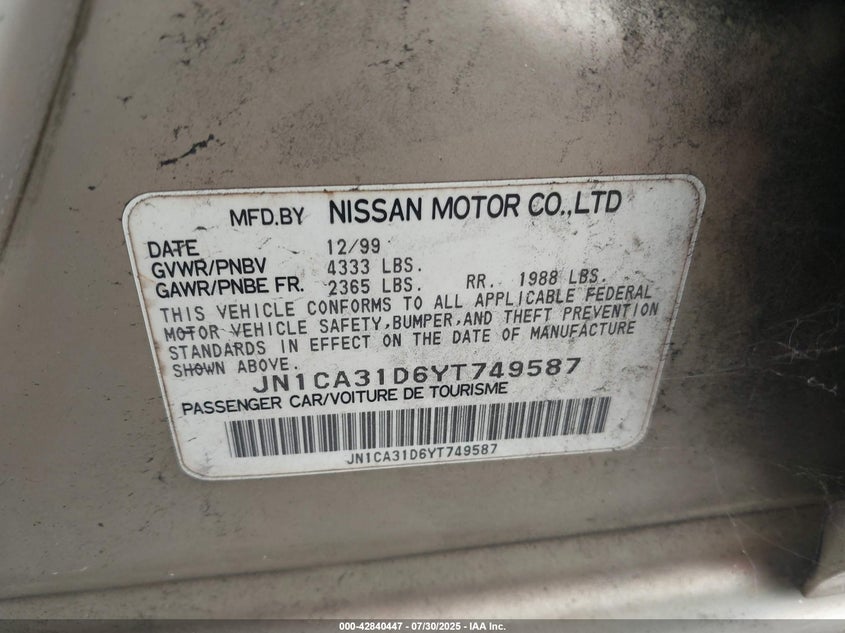 MFD.BY NISSAN MOTOR CO.,LTD
DATE 12/99
GVWR/PNBV 4333 LBS.
GAWR/PNBE FR. 2365 LBS. RR. 1988 LBS.
THIS VEHICLE CONFORMS TO ALL APPLICABLE FEDERAL
MOTOR VEHICLE SAFETY,BUMPER,AND THEFT PREVENTION
STANDARDS IN EFFECT ON THE DATE OF MANUFACTURE
SHOWN ABOVE.
JN1CA31D6YT749587
PASSENGER CAR/VOITURE DE TOURISME
JN1CA31D6YT749587
000-42840447 - 07/30/2025 - IAA Inc.